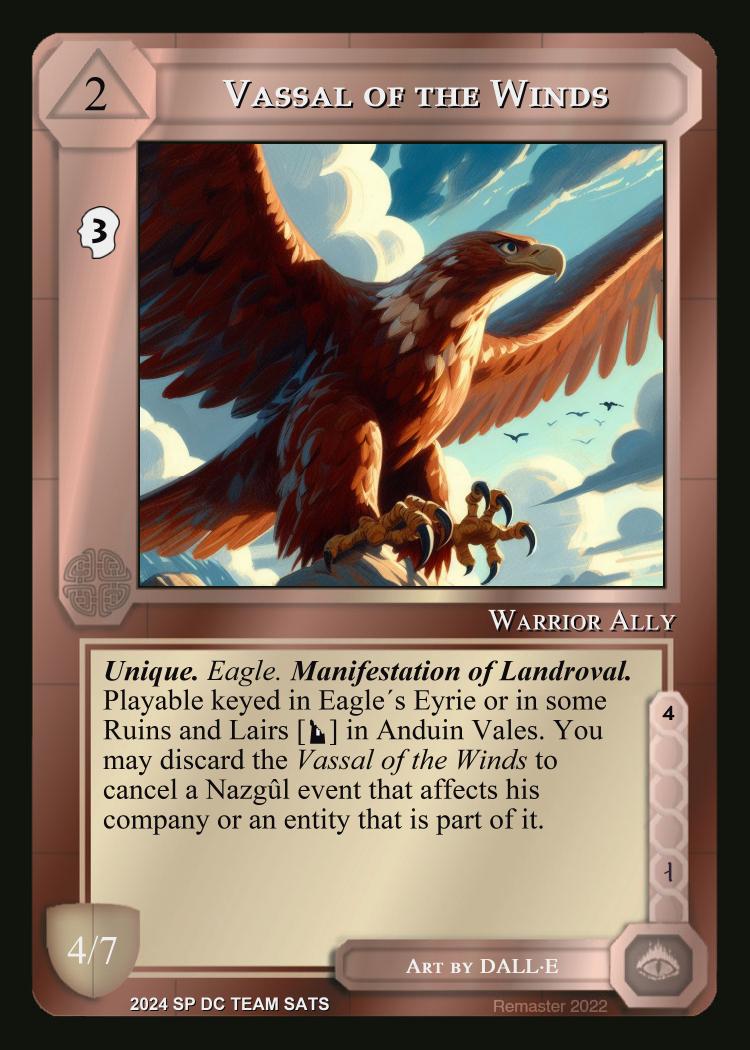 2
Vassal of the Winds
3
Warrior Ally
Unique. Eagle. Manifestation of Landroval.
Playable keyed in Eagle´s Eyrie or in some
Ruins and Lairs [ ] in Anduin Vales. You
may discard the Vassal of the Winds to
cancel a Nazgûl event that affects his
company or an entity that is part of it.
4
4/7
Art by DALL·E
2024 SP DC TEAM SATS
Remaster 2022